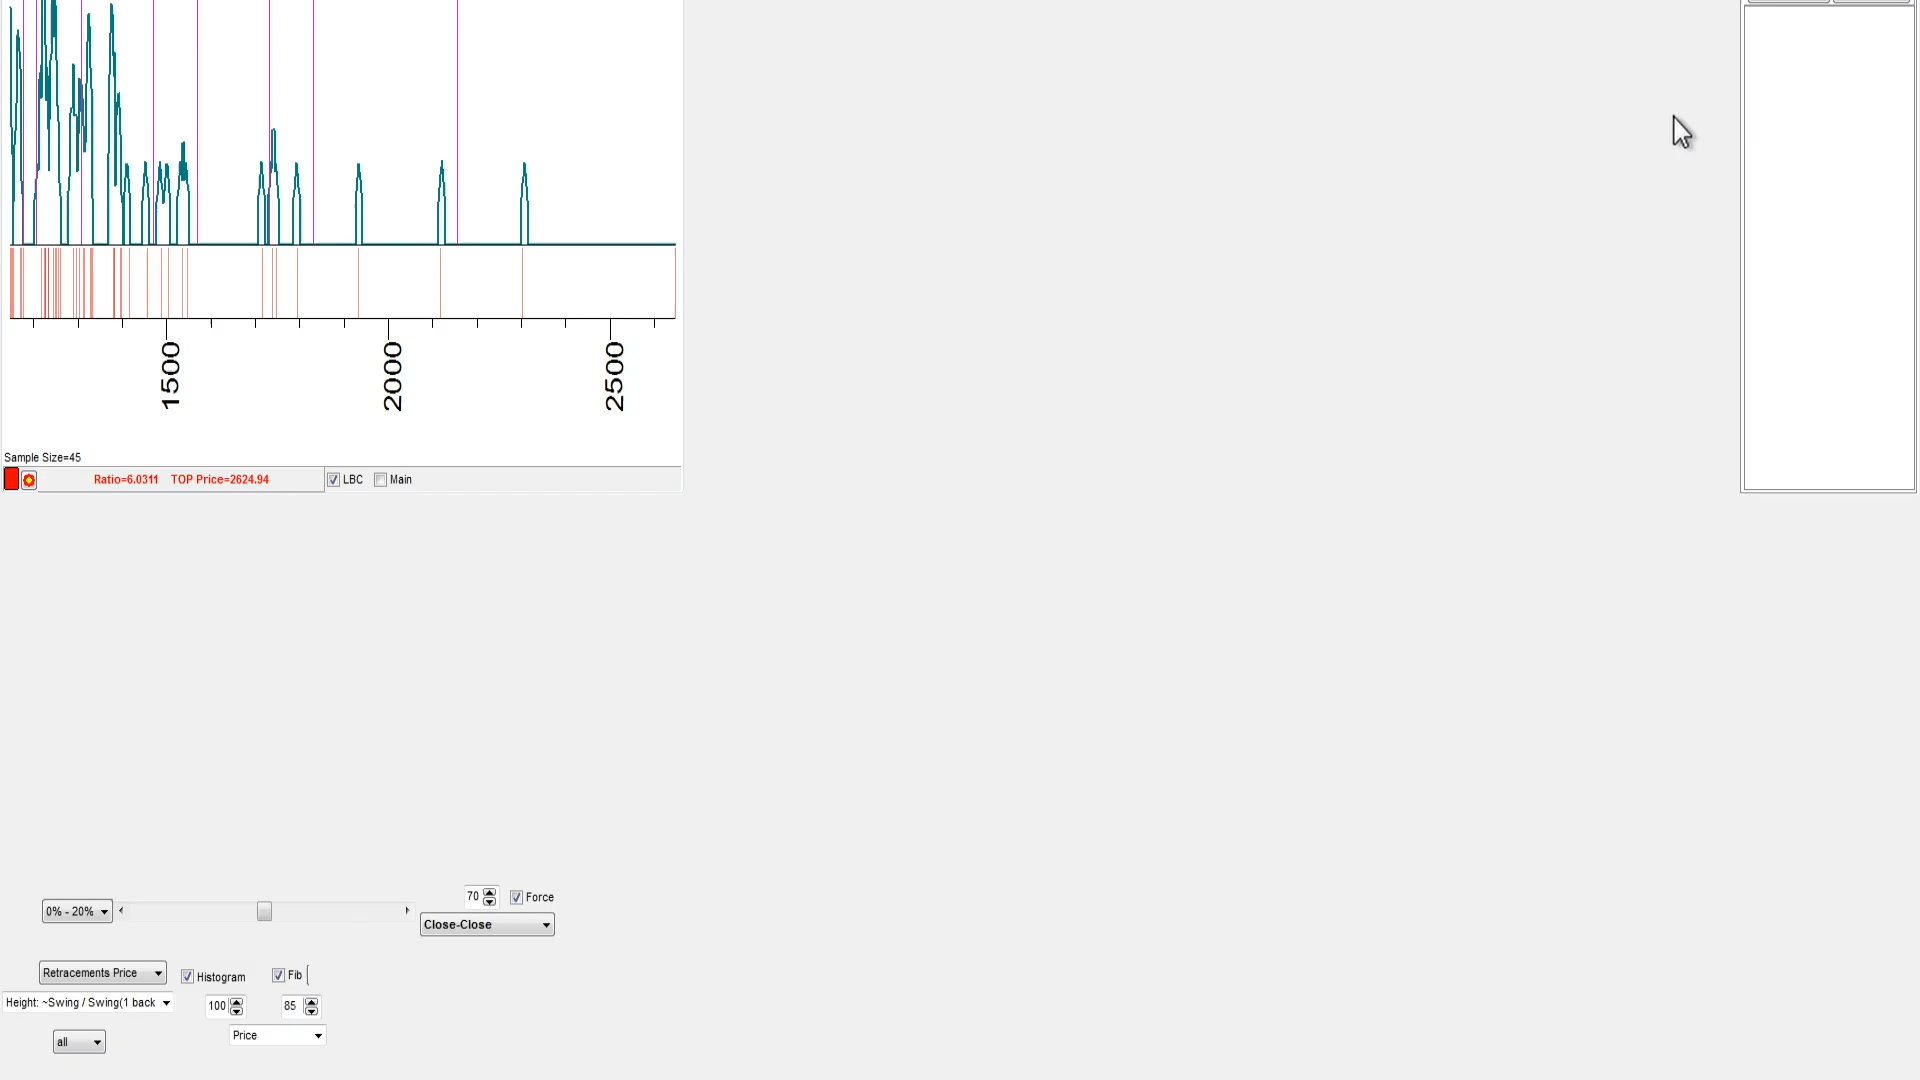 1500
2000
2500
Sample Size=45
Ratio=6.0311 TOP Price=2624.94
LBC
Main
70
Force
0% - 20%
Close-Close
Retracements Price
Histogram
Fib
Height: ~Swing / Swing(1 back
100
85
Price
all